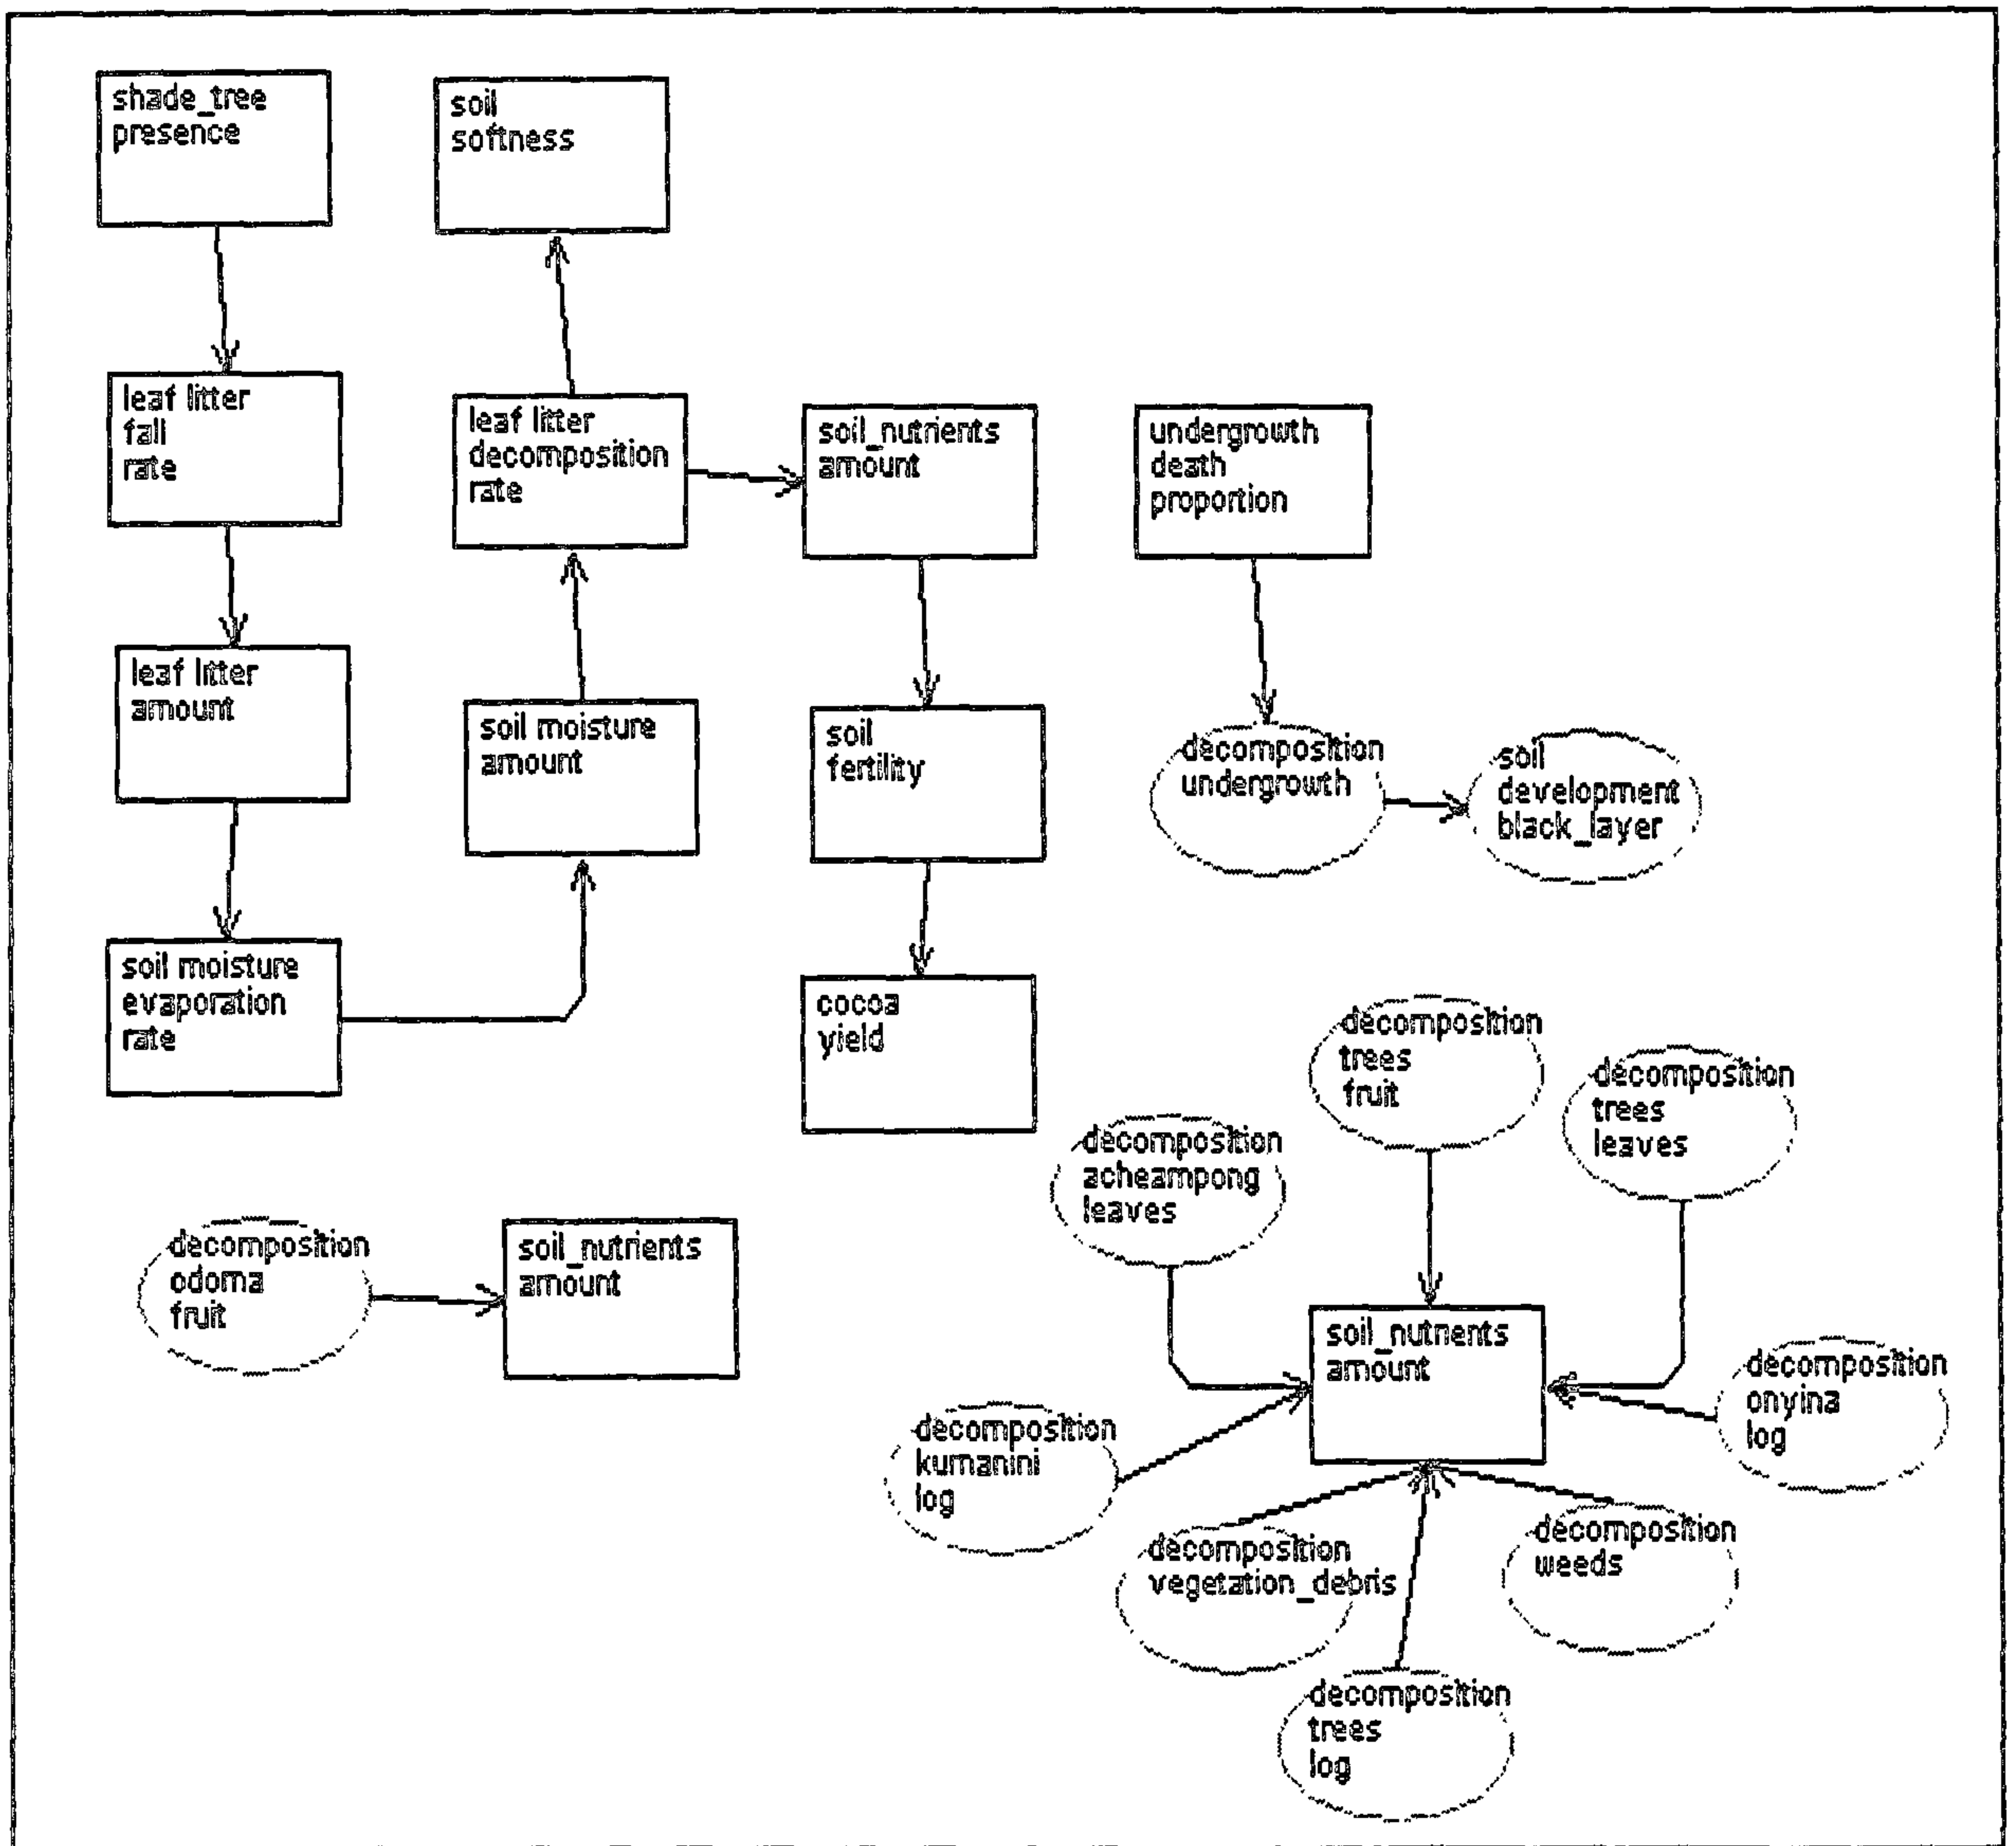 shade_tree
presence
soil
softness
leaf litter
fall
rate
leaf litter
decomposition
rate
soil_nutrients
amount
undergrowth
death
proportion
leaf litter
amount
soil moisture
amount
soil
fertility
decomposition
undergrowth
soil
development
black_layer
soil moisture
evaporation
rate
cocoa
yield
decomposition
trees
fruit
decomposition
trees
leaves
decomposition
acheampong
leaves
decomposition
odoma
fruit
soil_nutrients
amount
soil_nutrients
amount
decomposition
onyina
log
decomposition
kumanini
log
decomposition
vegetation_debris
decomposition
weeds
decomposition
trees
log